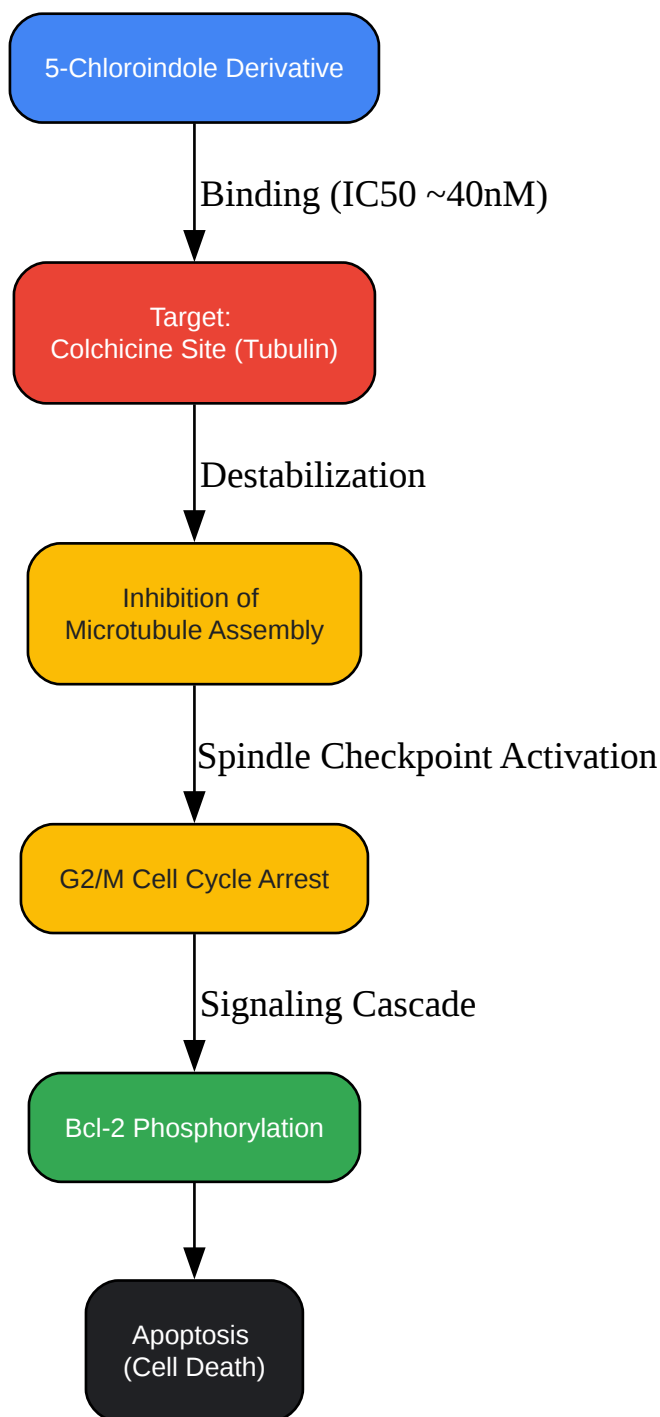 5-Chloroindole Derivative
Binding (IC50 ~40nM)
Target:
Colchicine Site (Tubulin)
Destabilization
Inhibition of
Microtubule Assembly
Spindle Checkpoint Activation
G2/M Cell Cycle Arrest
Signaling Cascade
Bcl-2 Phosphorylation
Apoptosis
(Cell Death)